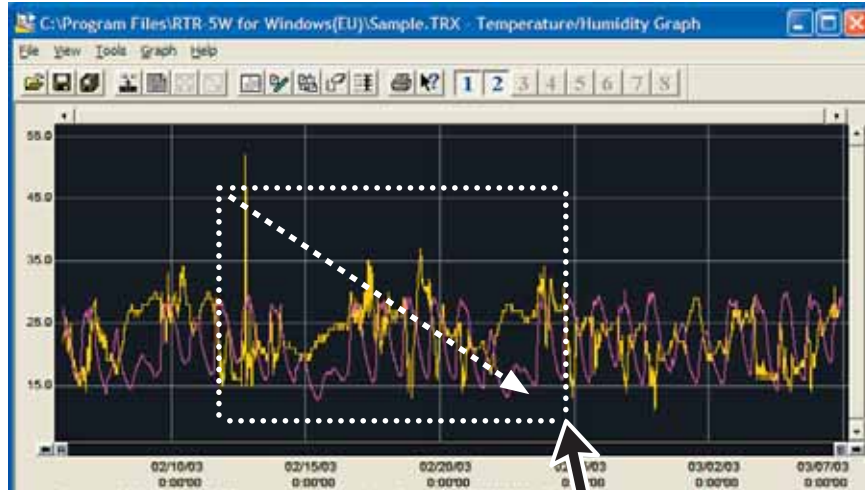 C:\Program Files\RTR-5W for Windows(EU)\Sample.TRX - Temperature/Humidity Graph
File View Tools Graph Help
1 2 3 4 5 6 7 8
55.0
45.0
35.0
25.0
15.0
02/10/03 02/15/03 02/20/03 03/02/03 03/07/03
0:00'00 0:00'00 0:00'00 0:00'00 0:00'00